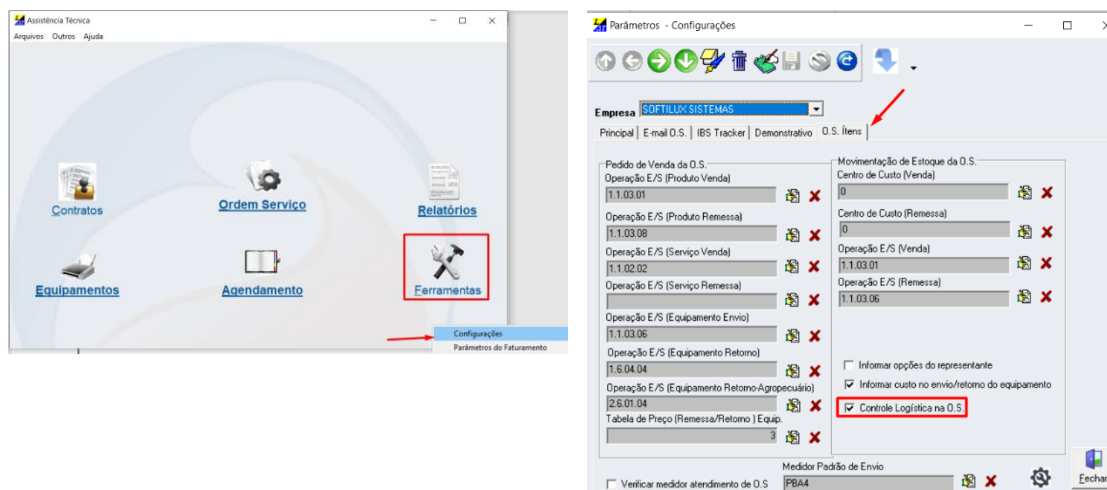 Assistência Técnica
Arquivos Outros Ajuda
Contratos
Ordem Serviço
Relatórios
Equipamentos
Agendamento
Ferramentas
Configurações
Parâmetros do Faturamento
Parâmetros - Configurações
Empresa SOFTILUX SISTEMAS
Principal E-mail O.S. IBS Tracker Demonstrativo O.S. Ítens
Pedido de Venda da O.S.
Operação E/S (Produto Venda)
1.1.03.01
Operação E/S (Produto Remessa)
1.1.03.08
Operação E/S (Serviço Venda)
1.1.02.02
Operação E/S (Serviço Remessa)
Operação E/S (Equipamento Envio)
1.1.03.06
Operação E/S (Equipamento Retorno)
1.6.04.04
Operação E/S (Equipamento Retorno-Agropecuário)
2.6.01.04
Tabela de Preço (Remessa/Retorno ) Equip.
3
Movimentação de Estoque da O.S.
Centro de Custo (Venda)
0
Centro de Custo (Remessa)
0
Operação E/S (Venda)
1.1.03.01
Operação E/S (Remessa)
1.1.03.06
Informar opções do representante
Informar custo no envio/retorno do equipamento
Controle Logística na O.S.
Verificar medidor atendimento de O.S
Medidor Padrão de Envio
PBA4
Fechar